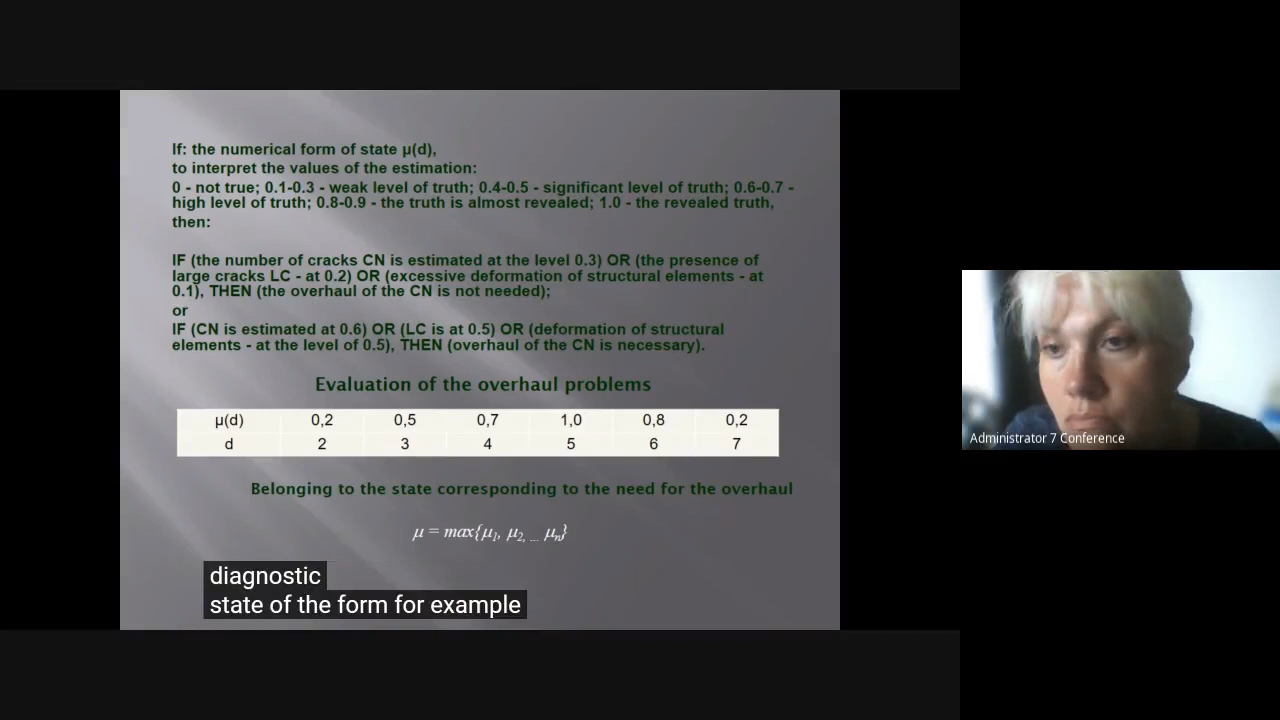 If: the numerical form of state µ(d),
to interpret the values of the estimation:
0 - not true; 0.1-0.3 - weak level of truth; 0.4-0.5 - significant level of truth; 0.6-0.7 -
high level of truth; 0.8-0.9 - the truth is almost revealed; 1.0 - the revealed truth,
then:
IF (the number of cracks CN is estimated at the level 0.3) OR (the presence of
large cracks LC - at 0.2) OR (excessive deformation of structural elements - at
0.1), THEN (the overhaul of the CN is not needed);
or
IF (CN is estimated at 0.6) OR (LC is at 0.5) OR (deformation of structural
elements - at the level of 0.5), THEN (overhaul of the CN is necessary).
Evaluation of the overhaul problems
µ(d) 0,2 0,5 0,7 1,0 0,8 0,2
d 2 3 4 5 6 7
Belonging to the state corresponding to the need for the overhaul
µ = max{µ1, µ2, ... µn}
diagnostic
state of the form for example
Administrator 7 Conference